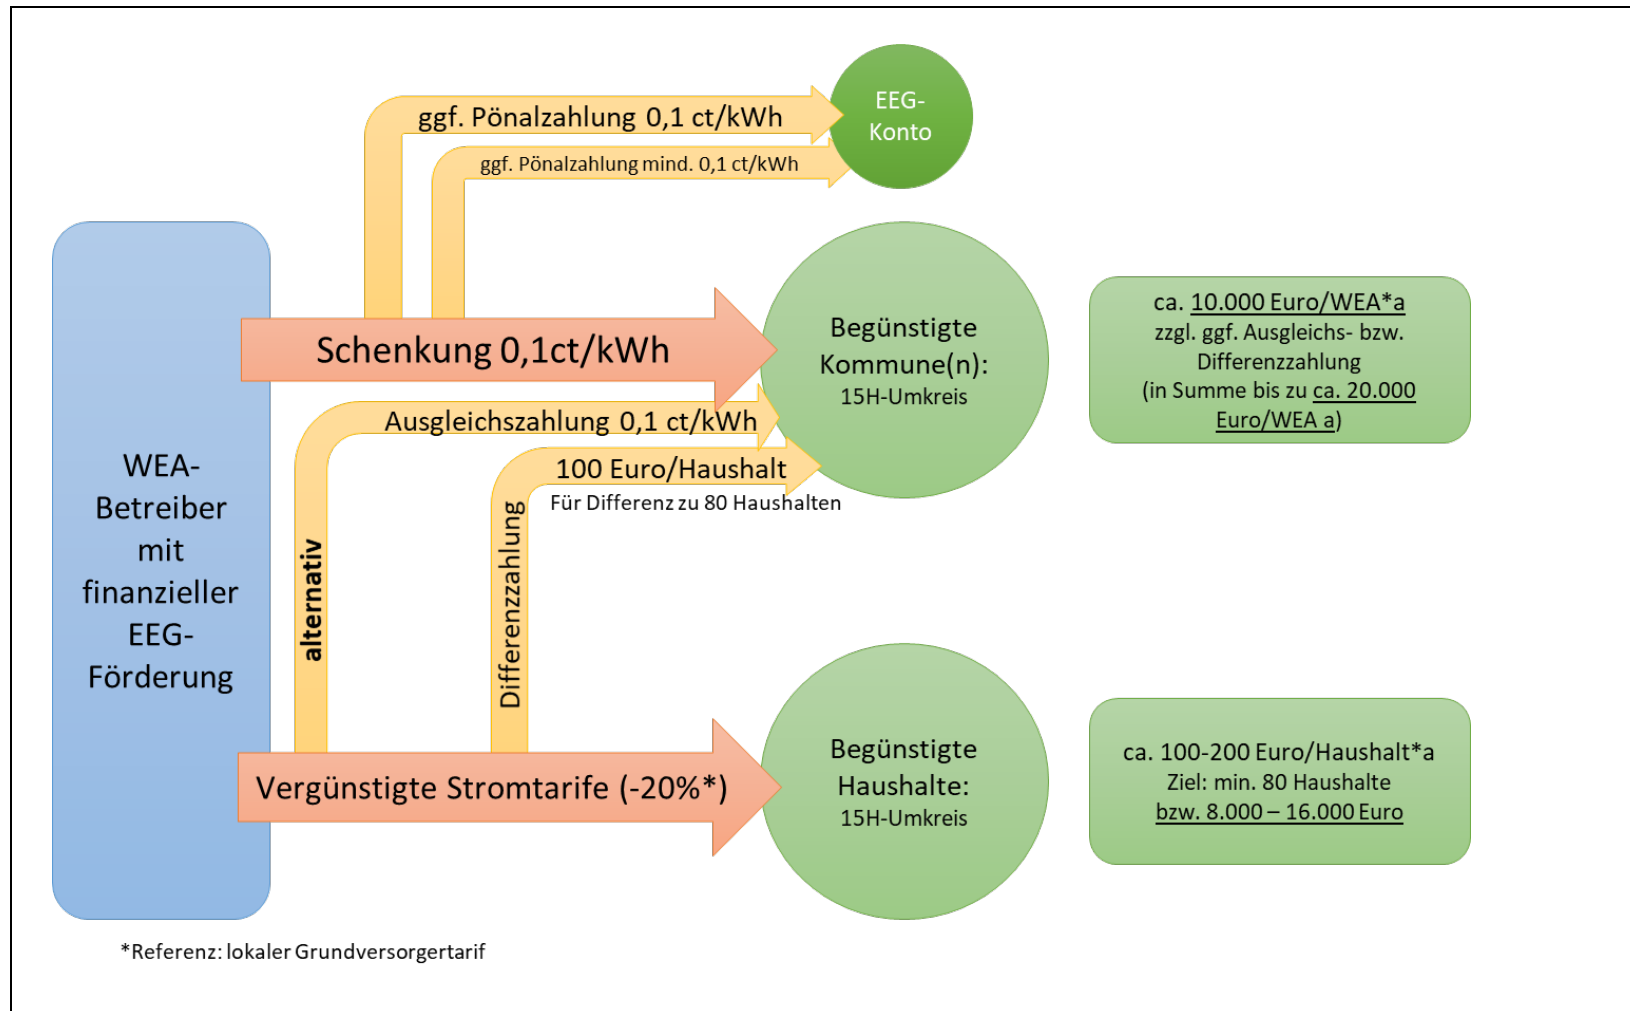 EEG-
Konto
ggf. Pönalzahlung 0,1 ct/kWh
ggf. Pönalzahlung mind. 0,1 ct/kWh
WEA-
Betreiber
mit
finanzieller
EEG-
Förderung
Schenkung 0,1ct/kWh
Begünstigte
Kommune(n):
15H-Umkreis
ca. 10.000 Euro/WEA*a
zzgl. ggf. Ausgleichs- bzw.
Differenzzahlung
(in Summe bis zu ca. 20.000
Euro/WEA a)
Ausgleichszahlung 0,1 ct/kWh
alternativ
100 Euro/Haushalt
Für Differenz zu 80 Haushalten
Differenzzahlung
Vergünstigte Stromtarife (-20%*)
Begünstigte
Haushalte:
15H-Umkreis
ca. 100-200 Euro/Haushalt*a
Ziel: min. 80 Haushalte
bzw. 8.000 – 16.000 Euro
*Referenz: lokaler Grundversorgertarif